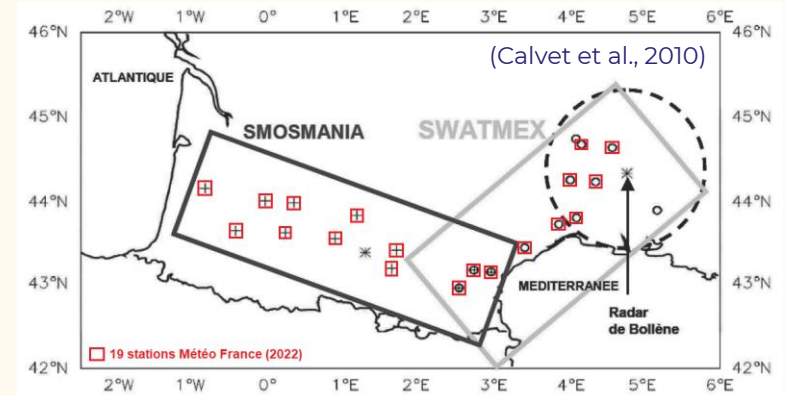 2°W 1°W 0° 1°E 2°E 3°E 4°E 5°E 6°E
46°N 46°N
(Calvet et al., 2010)
ATLANTIQUE
45°N 45°N
SMOSMANIA SWATMEX
44°N 44°N
43°N 43°N
MEDITERRANEE
Radar
de Bollène
19 stations Météo France (2022)
42°N 42°N
2°W 1°W 0° 1°E 2°E 3°E 4°E 5°E 6°E